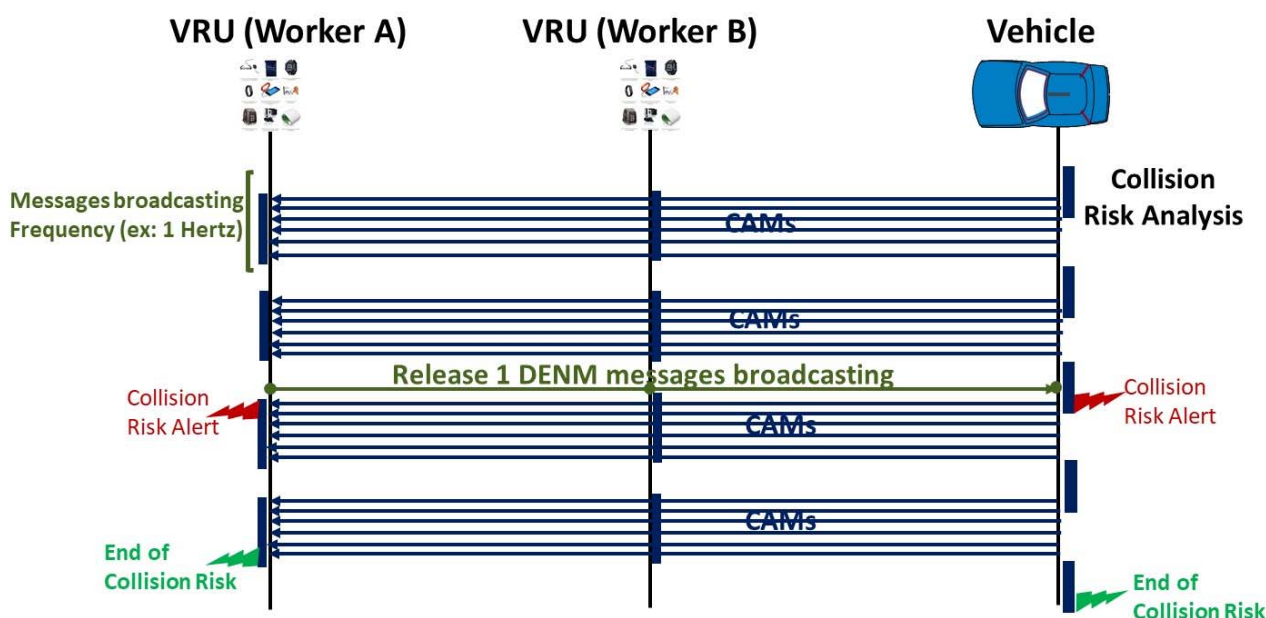 VRU (Worker A)
VRU (Worker B)
Vehicle
Messages broadcasting
Frequency (ex: 1 Hertz)
CAMs
Collision
Risk Analysis
CAMs
Release 1 DENM messages broadcasting
Collision
Risk Alert
CAMs
Collision
Risk Alert
CAMs
End of
Collision Risk
End of
Collision Risk